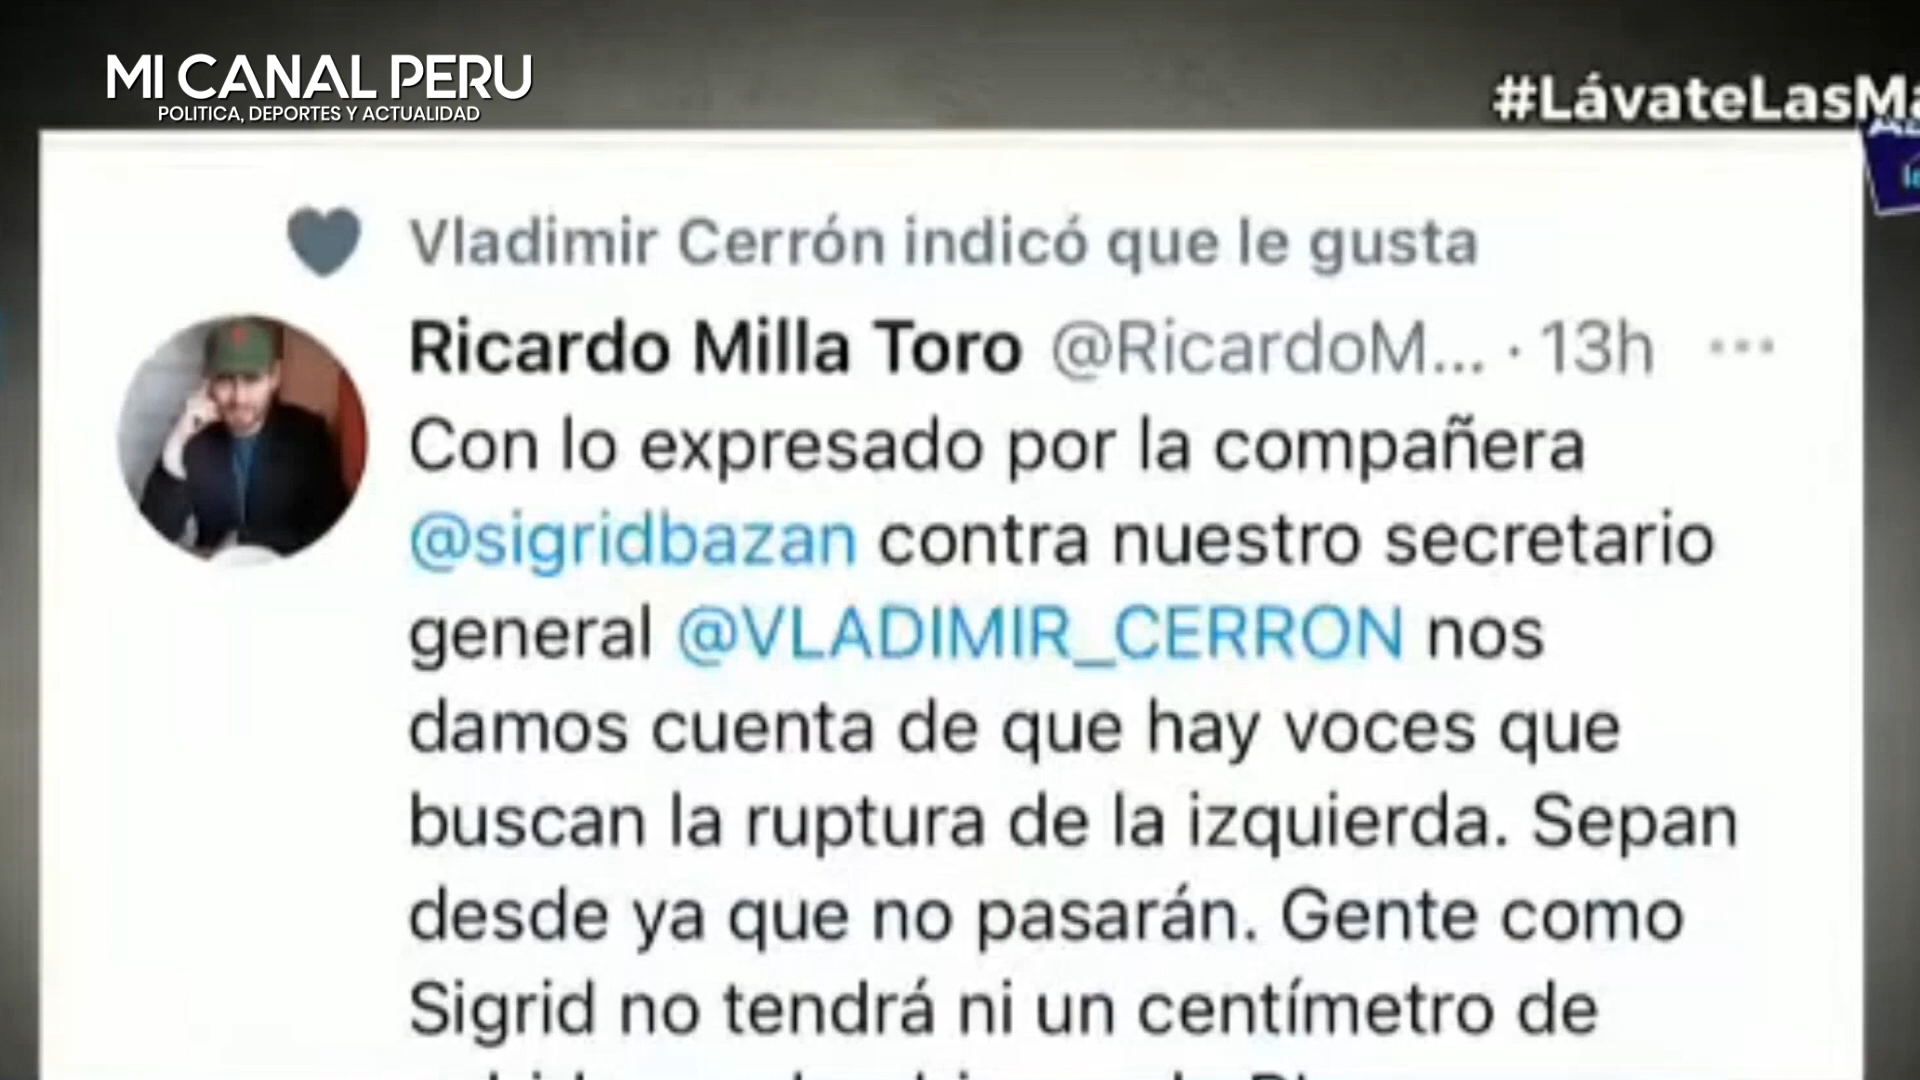 MI CANAL PERU
POLITICA, DEPORTES Y ACTUALIDAD
#LávateLasMa
Vladimir Cerrón indicó que le gusta
Ricardo Milla Toro @RicardoM... · 13h ...
Con lo expresado por la compañera
@sigridbazan contra nuestro secretario
general @VLADIMIR_CERRON nos
damos cuenta de que hay voces que
buscan la ruptura de la izquierda. Sepan
desde ya que no pasarán. Gente como
Sigrid no tendrá ni un centímetro de